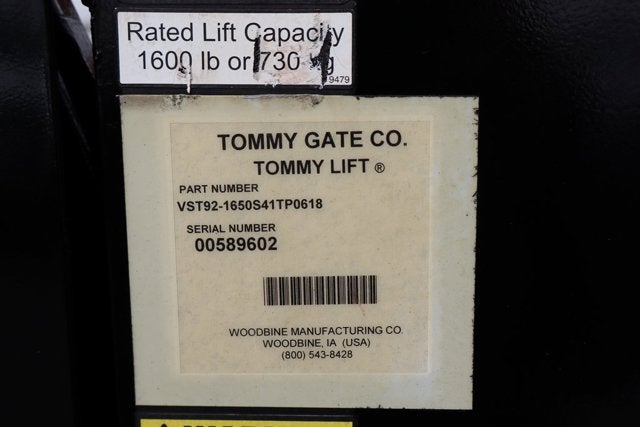 Rated Lift Capacity
1600 lb or 730 kg
9479
TOMMY GATE CO.
TOMMY LIFT ®
PART NUMBER
VST92-1650S41TP0618
SERIAL NUMBER
00589602
WOODBINE MANUFACTURING CO.
WOODBINE, IA (USA)
(800) 543-8428